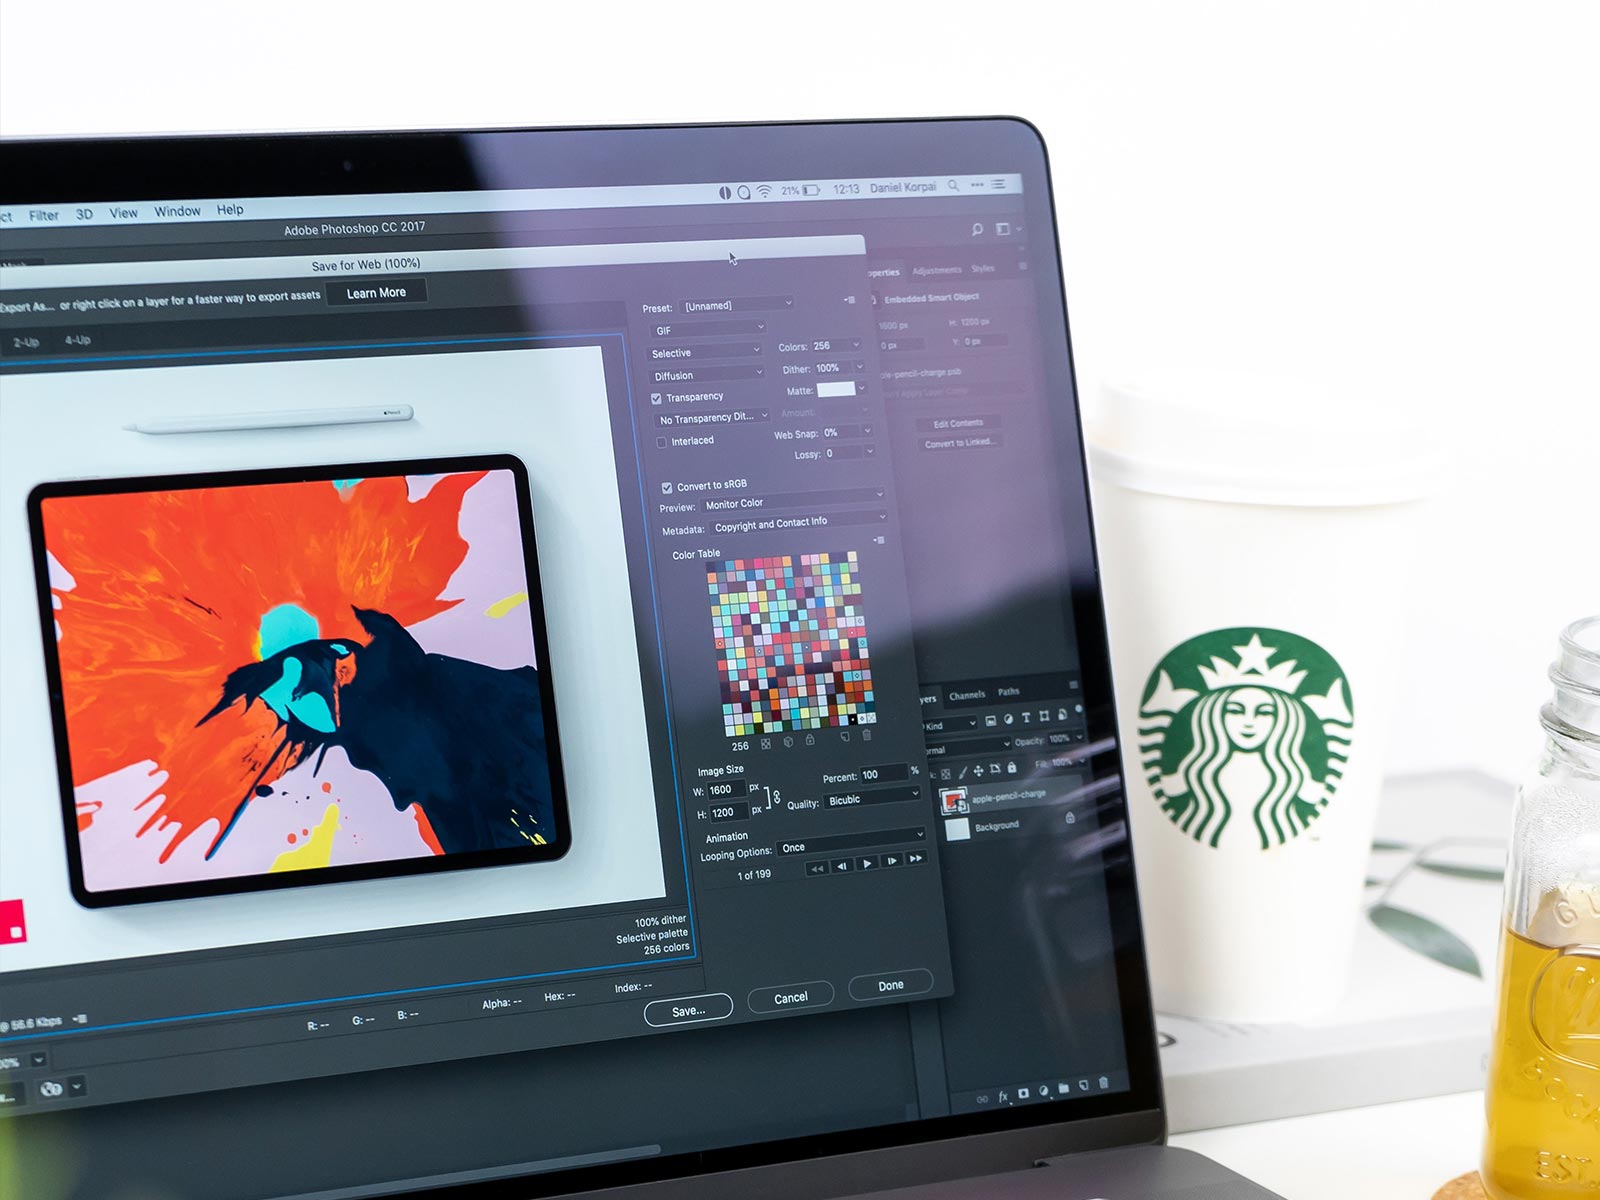 Filter 3D View Window Help
21% 12:13 Daniel Korpai
Adobe Photoshop CC 2017
Save for Web (100%)
Export As... or right click on a layer for a faster way to export assets
Learn More
2-Up 4-Up
Pencil
Preset: [Unnamed]
GIF
Selective Colors: 256
Diffusion Dither: 100%
Transparency Matte:
No Transparency Dit... Amount:
Interlaced Web Snap: 0%
Lossy: 0
Convert to sRGB
Preview: Monitor Color
Metadata: Copyright and Contact Info
Color Table
256
Image Size
W: 1600 px Percent: 100 %
H: 1200 px Quality: Bicubic
Animation
Looping Options: Once
1 of 199
100% dither
Selective palette
256 colors
@ 56.6 Kbps
R: -- G: -- B: -- Alpha: -- Hex: -- Index: --
Save... Cancel Done
operties Adjustments Styles
Embedded Smart Object
1600 px H: 1200 px
0 px Y: 0 px
ple-pencil-charge.psb
Edit Contents
Convert to Linked...
yers Channels Paths
Kind
rmal Opacity: 100%
Fill: 100%
apple-pencil-charge
Background
fx
EST.